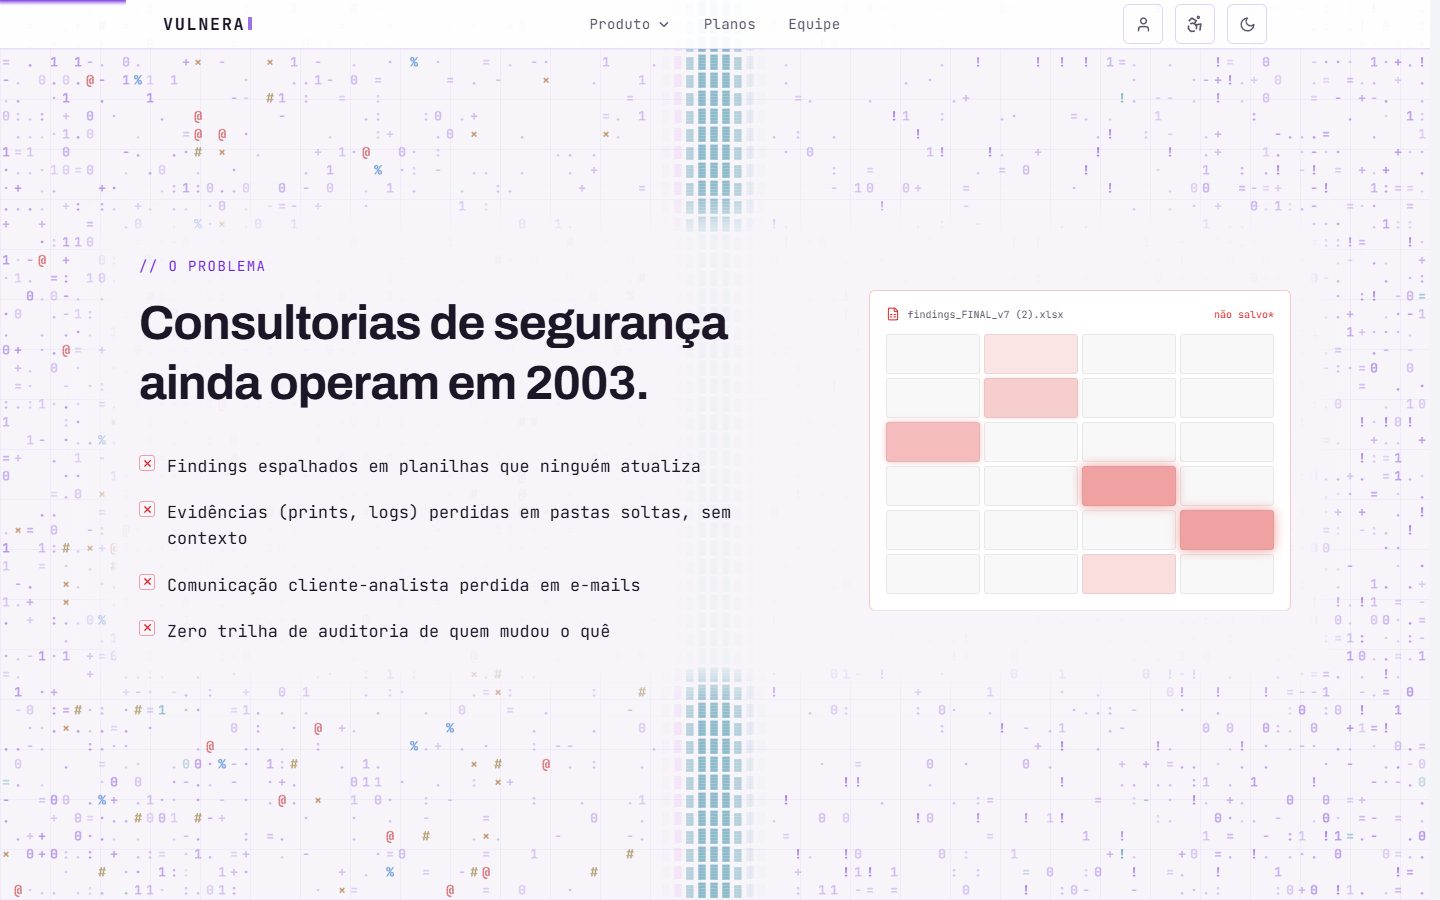 VULNERA
Produto
Planos
Equipe
// O PROBLEMA
Consultorias de segurança
ainda operam em 2003.
Findings espalhados em planilhas que ninguém atualiza
Evidências (prints, logs) perdidas em pastas soltas, sem
contexto
Comunicação cliente-analista perdida em e-mails
Zero trilha de auditoria de quem mudou o quê
findings_FINAL_v7 (2).xlsx
não salvo*